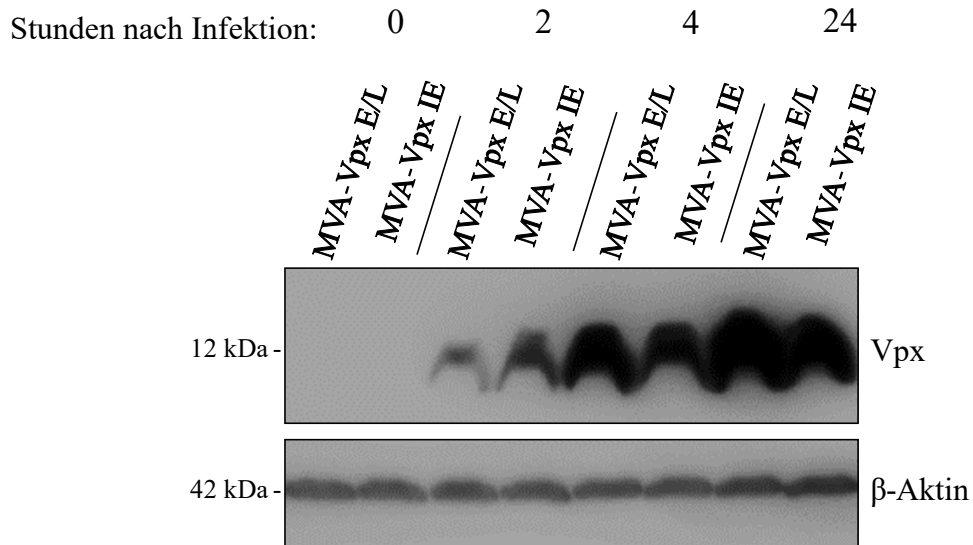 Stunden nach Infektion: 0 2 4 24
MVA-Vpx E/L
MVA-Vpx IE
MVA-Vpx E/L
MVA-Vpx IE
MVA-Vpx E/L
MVA-Vpx IE
MVA-Vpx E/L
MVA-Vpx IE
12 kDa - Vpx
42 kDa - β-Aktin